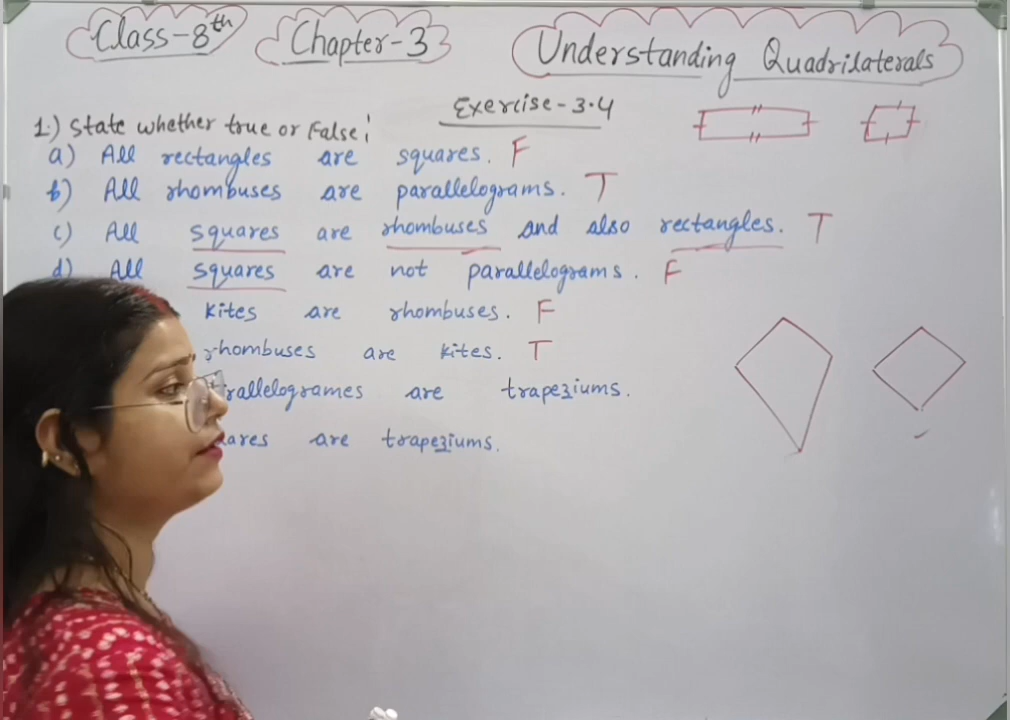 Class-8th Chapter-3 Understanding Quadrilaterals
Exercise-3.4
1.) State whether true or False:
a) All rectangles are squares. F
b) All rhombuses are parallelograms. T
c) All squares are rhombuses and also rectangles. T
d) All squares are not parallelograms. F
kites are rhombuses. F
rhombuses are kites. T
are trapeziums.
are trapeziums.